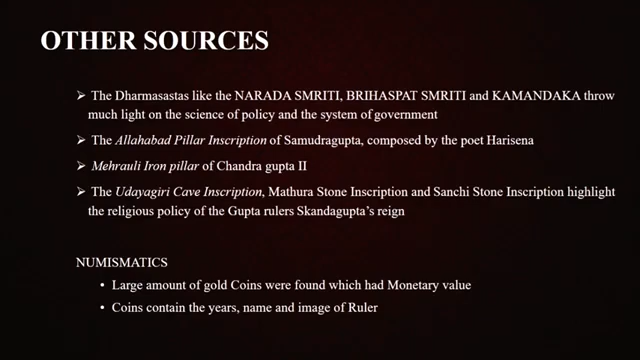 OTHER SOURCES
➢ The Dharmasastas like the NARADA SMRITI, BRIHASPAT SMRITI and KAMANDAKA throw
much light on the science of policy and the system of government
➢ The Allahabad Pillar Inscription of Samudragupta, composed by the poet Harisena
➢ Mehrauli Iron pillar of Chandra gupta II
➢ The Udayagiri Cave Inscription, Mathura Stone Inscription and Sanchi Stone Inscription highlight
the religious policy of the Gupta rulers Skandagupta's reign
NUMISMATICS
• Large amount of gold Coins were found which had Monetary value
• Coins contain the years, name and image of Ruler